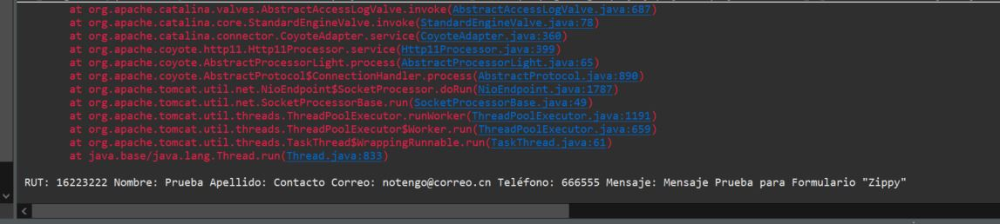 at org.apache.catalina.valves.AbstractAccessLogValve.invoke(AbstractAccessLogValve.java:687)
at org.apache.catalina.core.StandardEngineValve.invoke(StandardEngineValve.java:78)
at org.apache.catalina.connector.CoyoteAdapter.service(CoyoteAdapter.java:360)
at org.apache.coyote.http11.Http11Processor.service(Http11Processor.java:399)
at org.apache.coyote.AbstractProcessorLight.process(AbstractProcessorLight.java:65)
at org.apache.coyote.AbstractProtocol$ConnectionHandler.process(AbstractProtocol.java:890)
at org.apache.tomcat.util.net.NioEndpoint$SocketProcessor.doRun(NioEndpoint.java:1787)
at org.apache.tomcat.util.net.SocketProcessorBase.run(SocketProcessorBase.java:49)
at org.apache.tomcat.util.threads.ThreadPoolExecutor.runWorker(ThreadPoolExecutor.java:1191)
at org.apache.tomcat.util.threads.ThreadPoolExecutor$Worker.run(ThreadPoolExecutor.java:659)
at org.apache.tomcat.util.threads.TaskThread$WrappingRunnable.run(TaskThread.java:61)
at java.base/java.lang.Thread.run(Thread.java:833)
RUT: 16223222 Nombre: Prueba Apellido: Contacto Correo: notengo@correo.cn Teléfono: 666555 Mensaje: Mensaje Prueba para Formulario "Zippy"